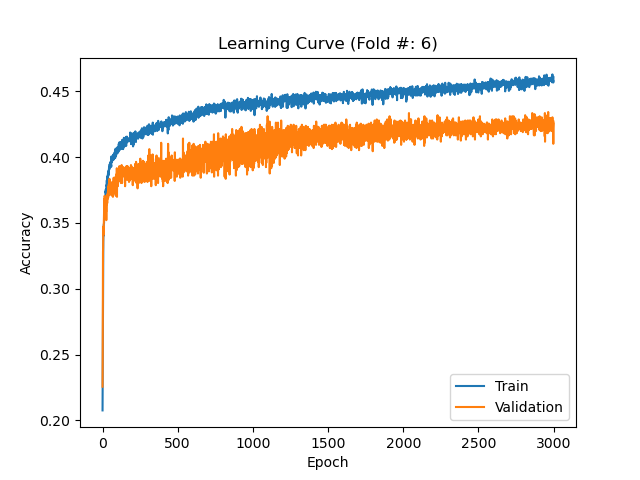 Learning Curve (Fold #: 6)
Accuracy
0.45
0.40
0.35
0.30
0.25
0.20
0 500 1000 1500 2000 2500 3000
Epoch
Train
Validation